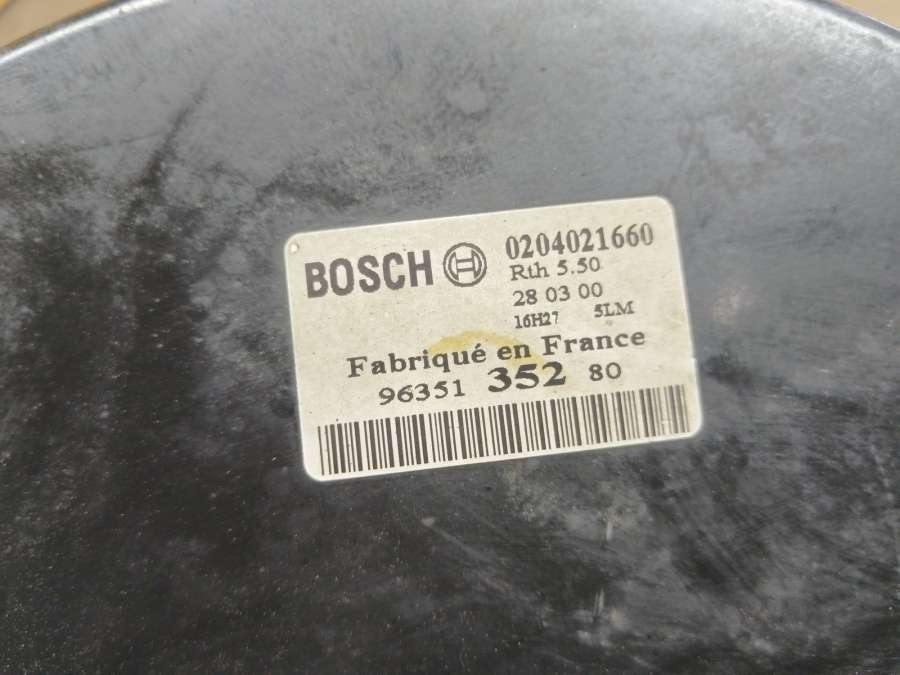 BOSCH 0204021660
Rth 5.50
28 03 00
16H27 5LM
Fabriqué en France
96351 352 80